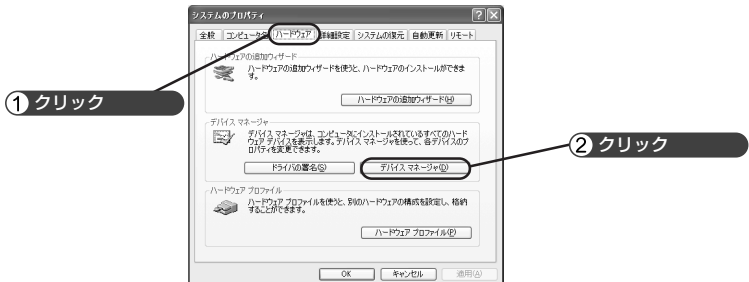 システムのプロパティ
全般 コンピュータ名 ハードウェア 詳細設定 システムの復元 自動更新 リモート
ハードウェアの追加ウィザード
ハードウェアの追加ウィザードを使うと、ハードウェアのインストールができま
す。
① クリック
ハードウェアの追加ウィザード(H)
デバイス マネージャ
デバイス マネージャは、コンピュータにインストールされているすべてのハード
ウェア デバイスを表示します。デバイス マネージャを使って、各デバイスのプ
ロパティを変更できます。
② クリック
ドライバの署名(S) デバイス マネージャ(D)
ハードウェア プロファイル
ハードウェア プロファイルを使うと、別のハードウェアの構成を設定し、格納
することができます。
ハードウェア プロファイル(P)
OK キャンセル 適用(A)